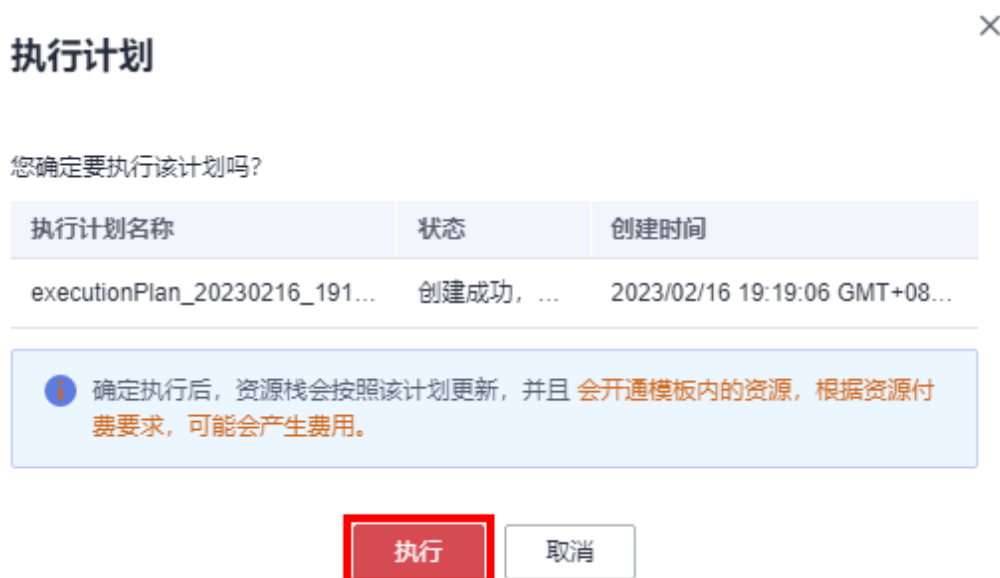 执行计划
您确定要执行该计划吗?
执行计划名称 状态 创建时间
executionPlan_20230216_191... 创建成功，... 2023/02/16 19:19:06 GMT+08...
确定执行后，资源栈会按照该计划更新，并且 会开通模板内的资源，根据资源付
费要求，可能会产生费用。
执行 取消